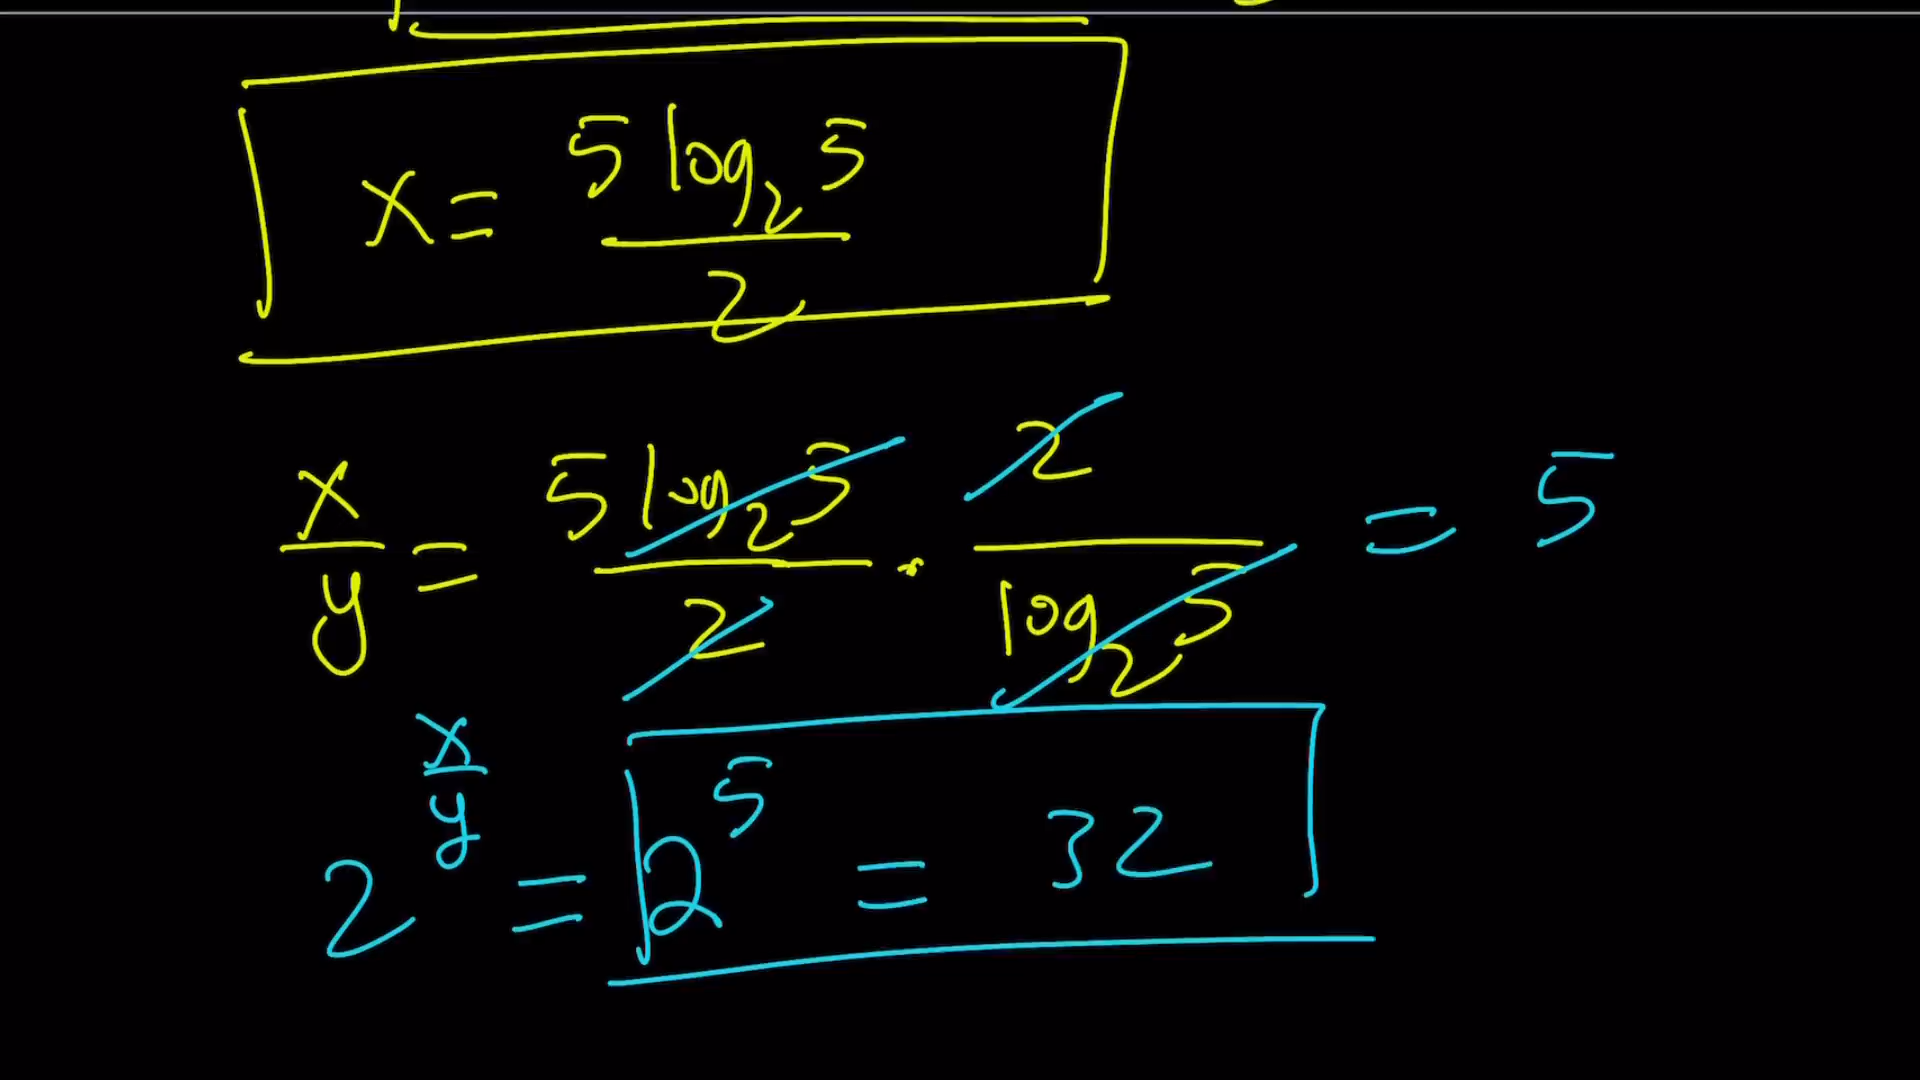 x = 5 log₂ 5 / 2
x/y = 5 log₂ 5 / 2 · 2 / log₂ 5 = 5
2^(x/y) = 2^5 = 32